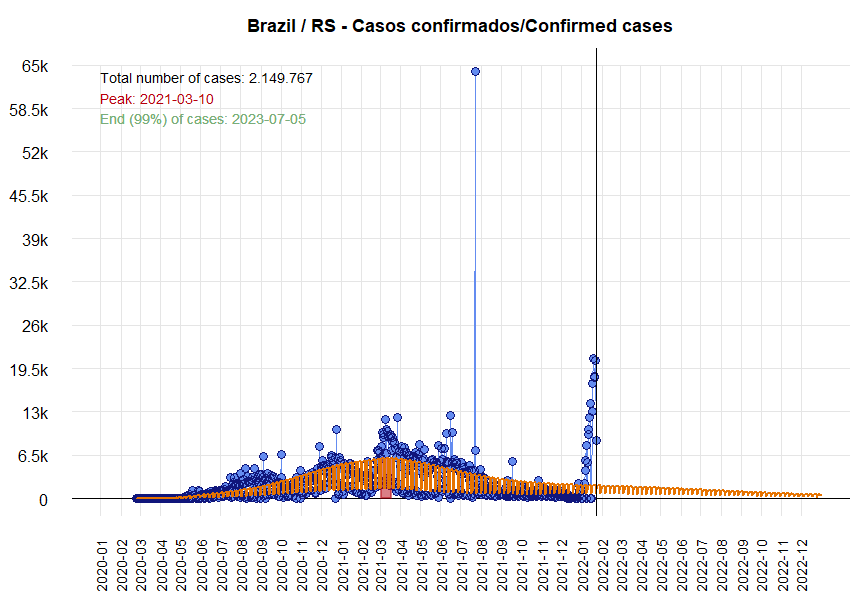 Brazil / RS - Casos confirmados/Confirmed cases
Total number of cases: 2.149.767
Peak: 2021-03-10
End (99%) of cases: 2023-07-05
65k
58.5k
52k
45.5k
39k
32.5k
26k
19.5k
13k
6.5k
0
2020-01
2020-02
2020-03
2020-04
2020-05
2020-06
2020-07
2020-08
2020-09
2020-10
2020-11
2020-12
2021-01
2021-02
2021-03
2021-04
2021-05
2021-06
2021-07
2021-08
2021-09
2021-10
2021-11
2021-12
2022-01
2022-02
2022-03
2022-04
2022-05
2022-06
2022-07
2022-08
2022-09
2022-10
2022-11
2022-12